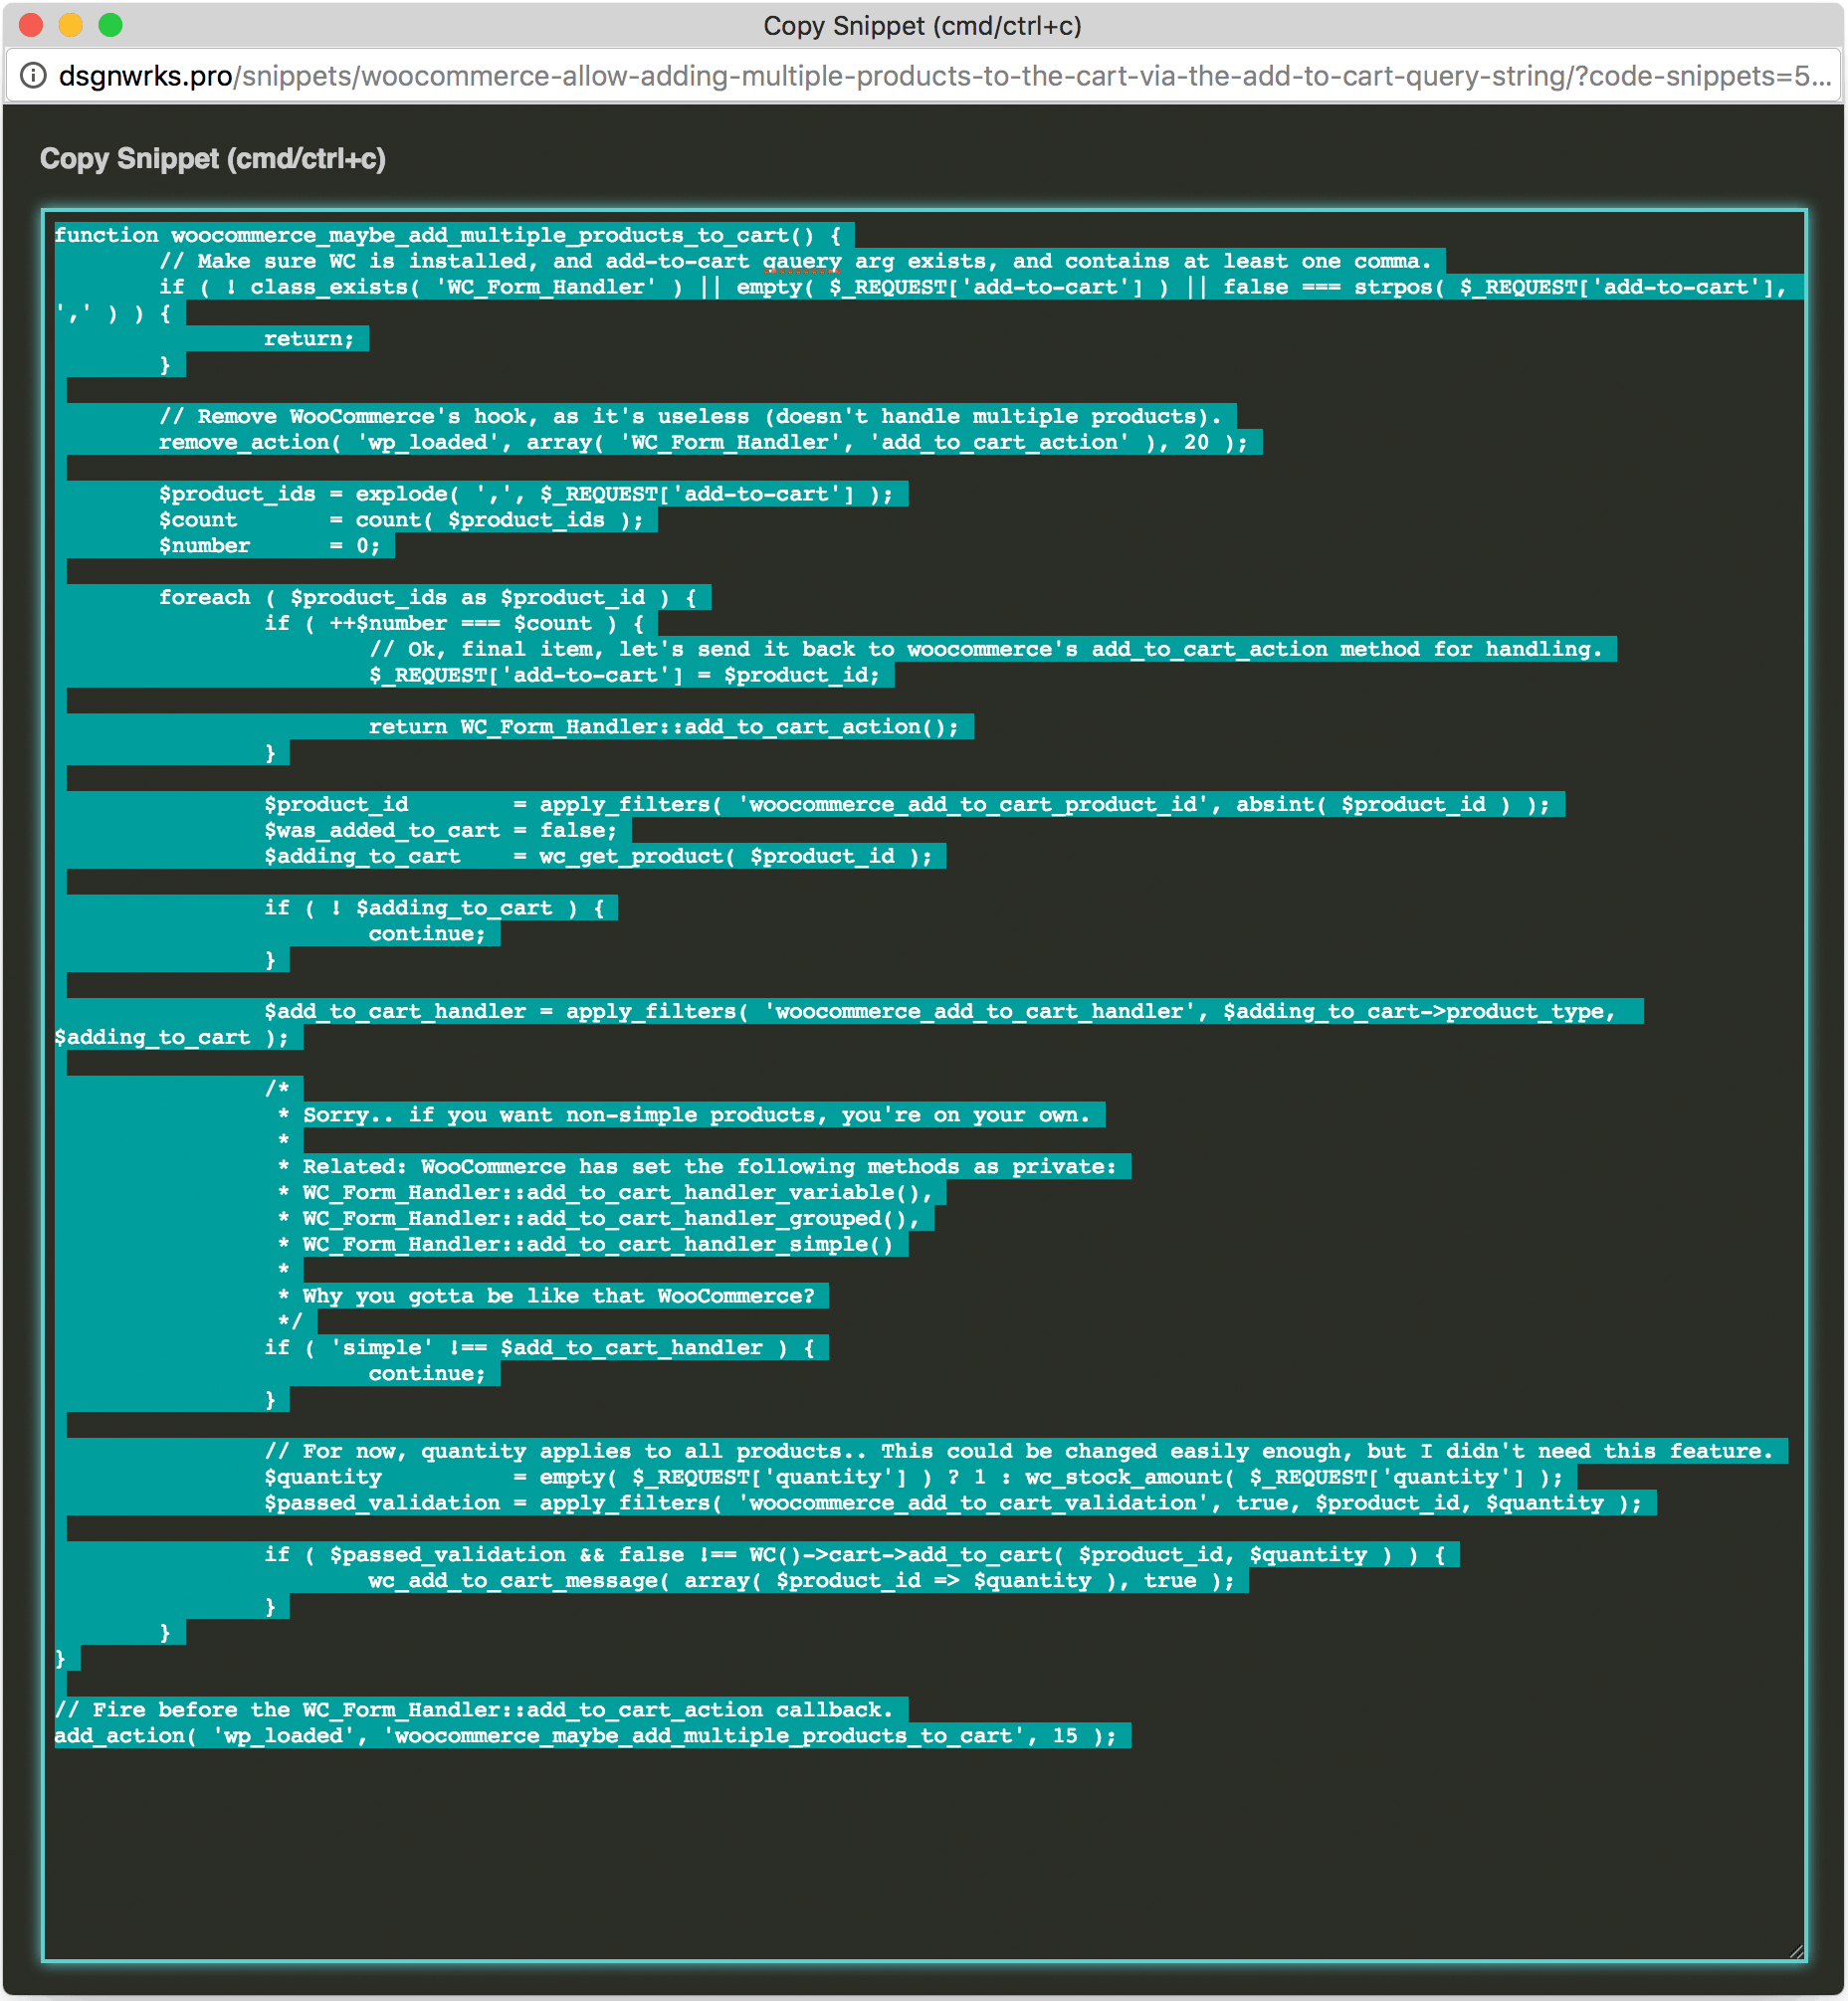 Copy Snippet (cmd/ctrl+c)
dsgnwrks.pro/snippets/woocommerce-allow-adding-multiple-products-to-the-cart-via-the-add-to-cart-query-string/?code-snippets=5...
Copy Snippet (cmd/ctrl+c)
function woocommerce_maybe_add_multiple_products_to_cart() {
// Make sure WC is installed, and add-to-cart qauery arg exists, and contains at least one comma.
if ( ! class_exists( 'WC_Form_Handler' ) || empty( $_REQUEST['add-to-cart'] ) || false === strpos( $_REQUEST['add-to-cart'],
',' ) ) {
return;
}
// Remove WooCommerce's hook, as it's useless (doesn't handle multiple products).
remove_action( 'wp_loaded', array( 'WC_Form_Handler', 'add_to_cart_action' ), 20 );
$product_ids = explode( ',', $_REQUEST['add-to-cart'] );
$count       = count( $product_ids );
$number      = 0;
foreach ( $product_ids as $product_id ) {
if ( ++$number === $count ) {
// Ok, final item, let's send it back to woocommerce's add_to_cart_action method for handling.
$_REQUEST['add-to-cart'] = $product_id;
return WC_Form_Handler::add_to_cart_action();
}
$product_id        = apply_filters( 'woocommerce_add_to_cart_product_id', absint( $product_id ) );
$was_added_to_cart = false;
$adding_to_cart    = wc_get_product( $product_id );
if ( ! $adding_to_cart ) {
continue;
}
$add_to_cart_handler = apply_filters( 'woocommerce_add_to_cart_handler', $adding_to_cart->product_type,
$adding_to_cart );
/*
* Sorry.. if you want non-simple products, you're on your own.
*
* Related: WooCommerce has set the following methods as private:
* WC_Form_Handler::add_to_cart_handler_variable(),
* WC_Form_Handler::add_to_cart_handler_grouped(),
* WC_Form_Handler::add_to_cart_handler_simple()
*
* Why you gotta be like that WooCommerce?
*/
if ( 'simple' !== $add_to_cart_handler ) {
continue;
}
// For now, quantity applies to all products.. This could be changed easily enough, but I didn't need this feature.
$quantity          = empty( $_REQUEST['quantity'] ) ? 1 : wc_stock_amount( $_REQUEST['quantity'] );
$passed_validation = apply_filters( 'woocommerce_add_to_cart_validation', true, $product_id, $quantity );
if ( $passed_validation && false !== WC()->cart->add_to_cart( $product_id, $quantity ) ) {
wc_add_to_cart_message( array( $product_id => $quantity ), true );
}
}
}
// Fire before the WC_Form_Handler::add_to_cart_action callback.
add_action( 'wp_loaded', 'woocommerce_maybe_add_multiple_products_to_cart', 15 );